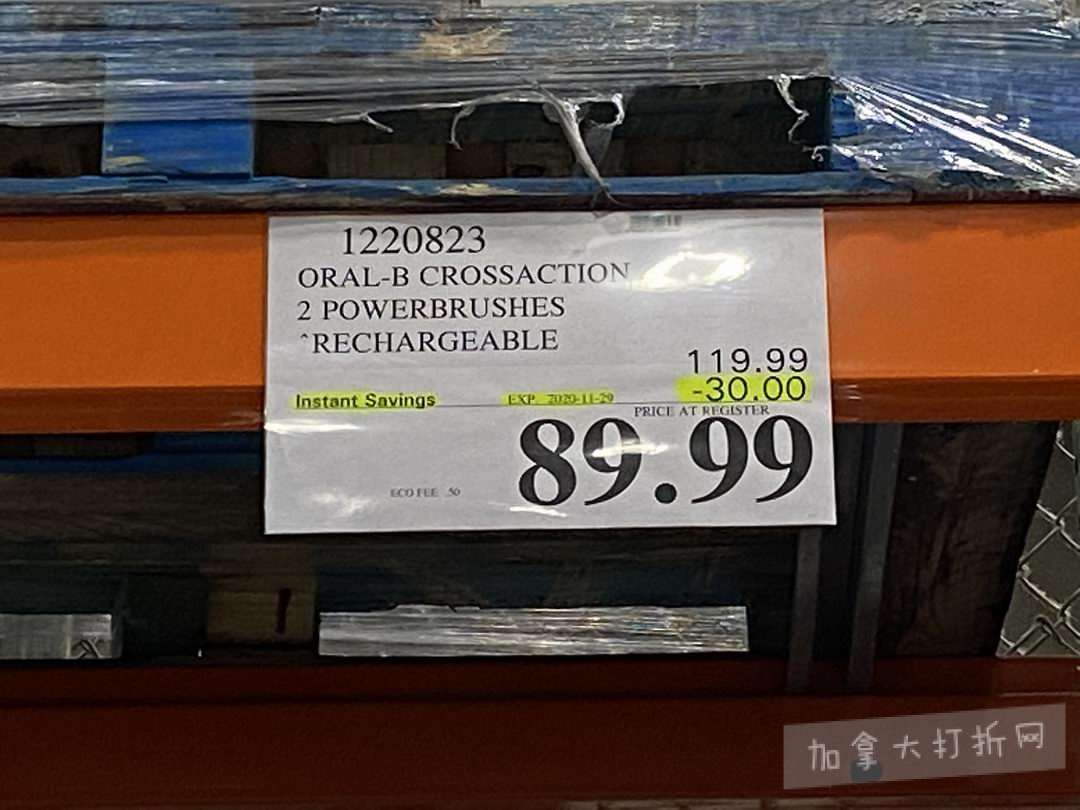 1220823
ORAL-B CROSSACTION
2 POWERBRUSHES
^RECHARGEABLE
119.99
Instant Savings EXP. 2020-11-29 -30.00
PRICE AT REGISTER
89.99
ECO FEE .50
加拿大打折网